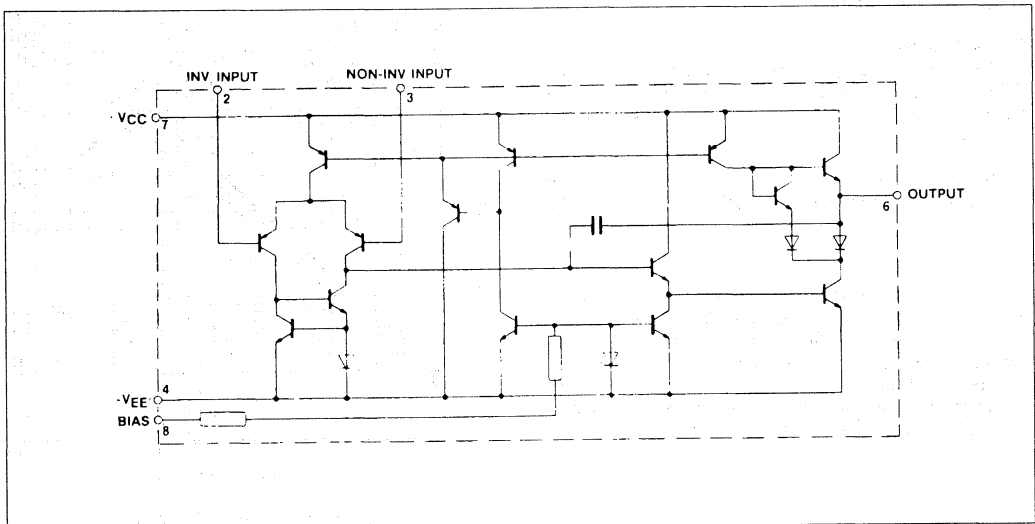 INV INPUT
2
NON-INV INPUT
3
VCC
7
OUTPUT
6
-VEE
4
BIAS
8